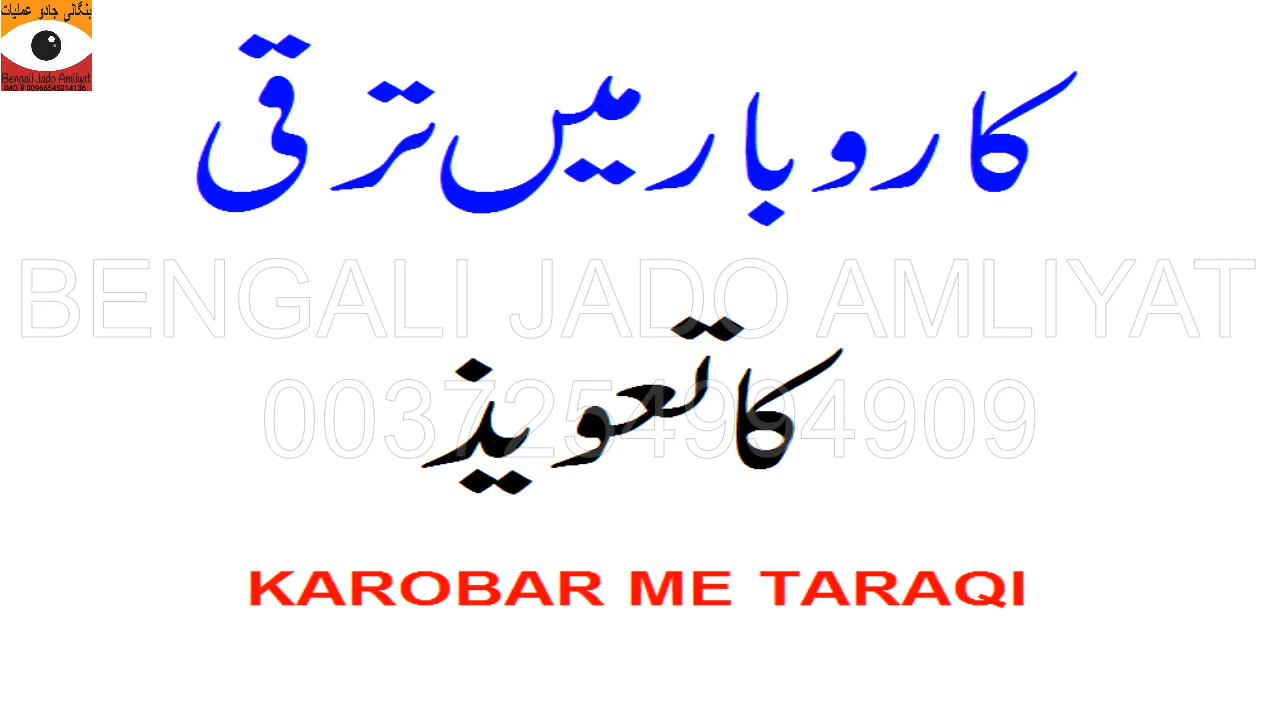 بنگالی جادو عملیات
Bengali Jado Amliyat
IMO # 00966545214136
کاروبار میں ترقی
BENGALI JADO AMLIYAT
کا تعویذ
0037254994909
KAROBAR ME TARAQI